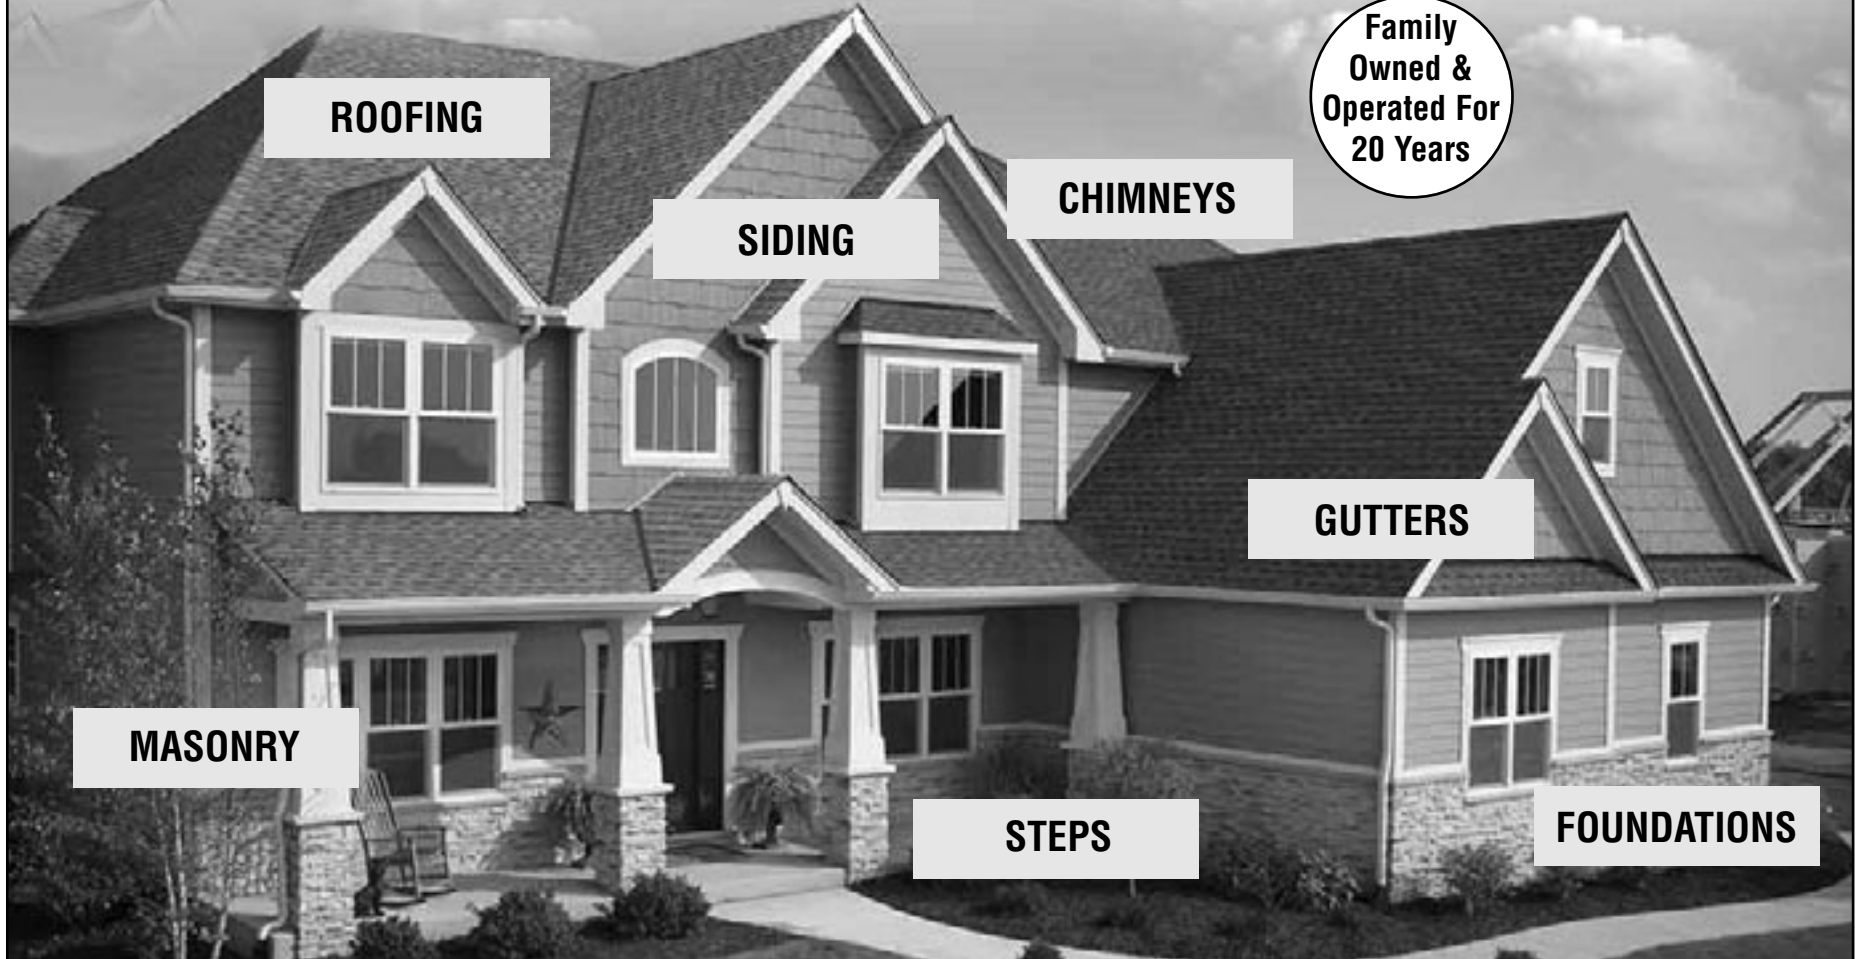 Family
Owned &
Operated For
20 Years
ROOFING
CHIMNEYS
SIDING
GUTTERS
MASONRY
STEPS
FOUNDATIONS